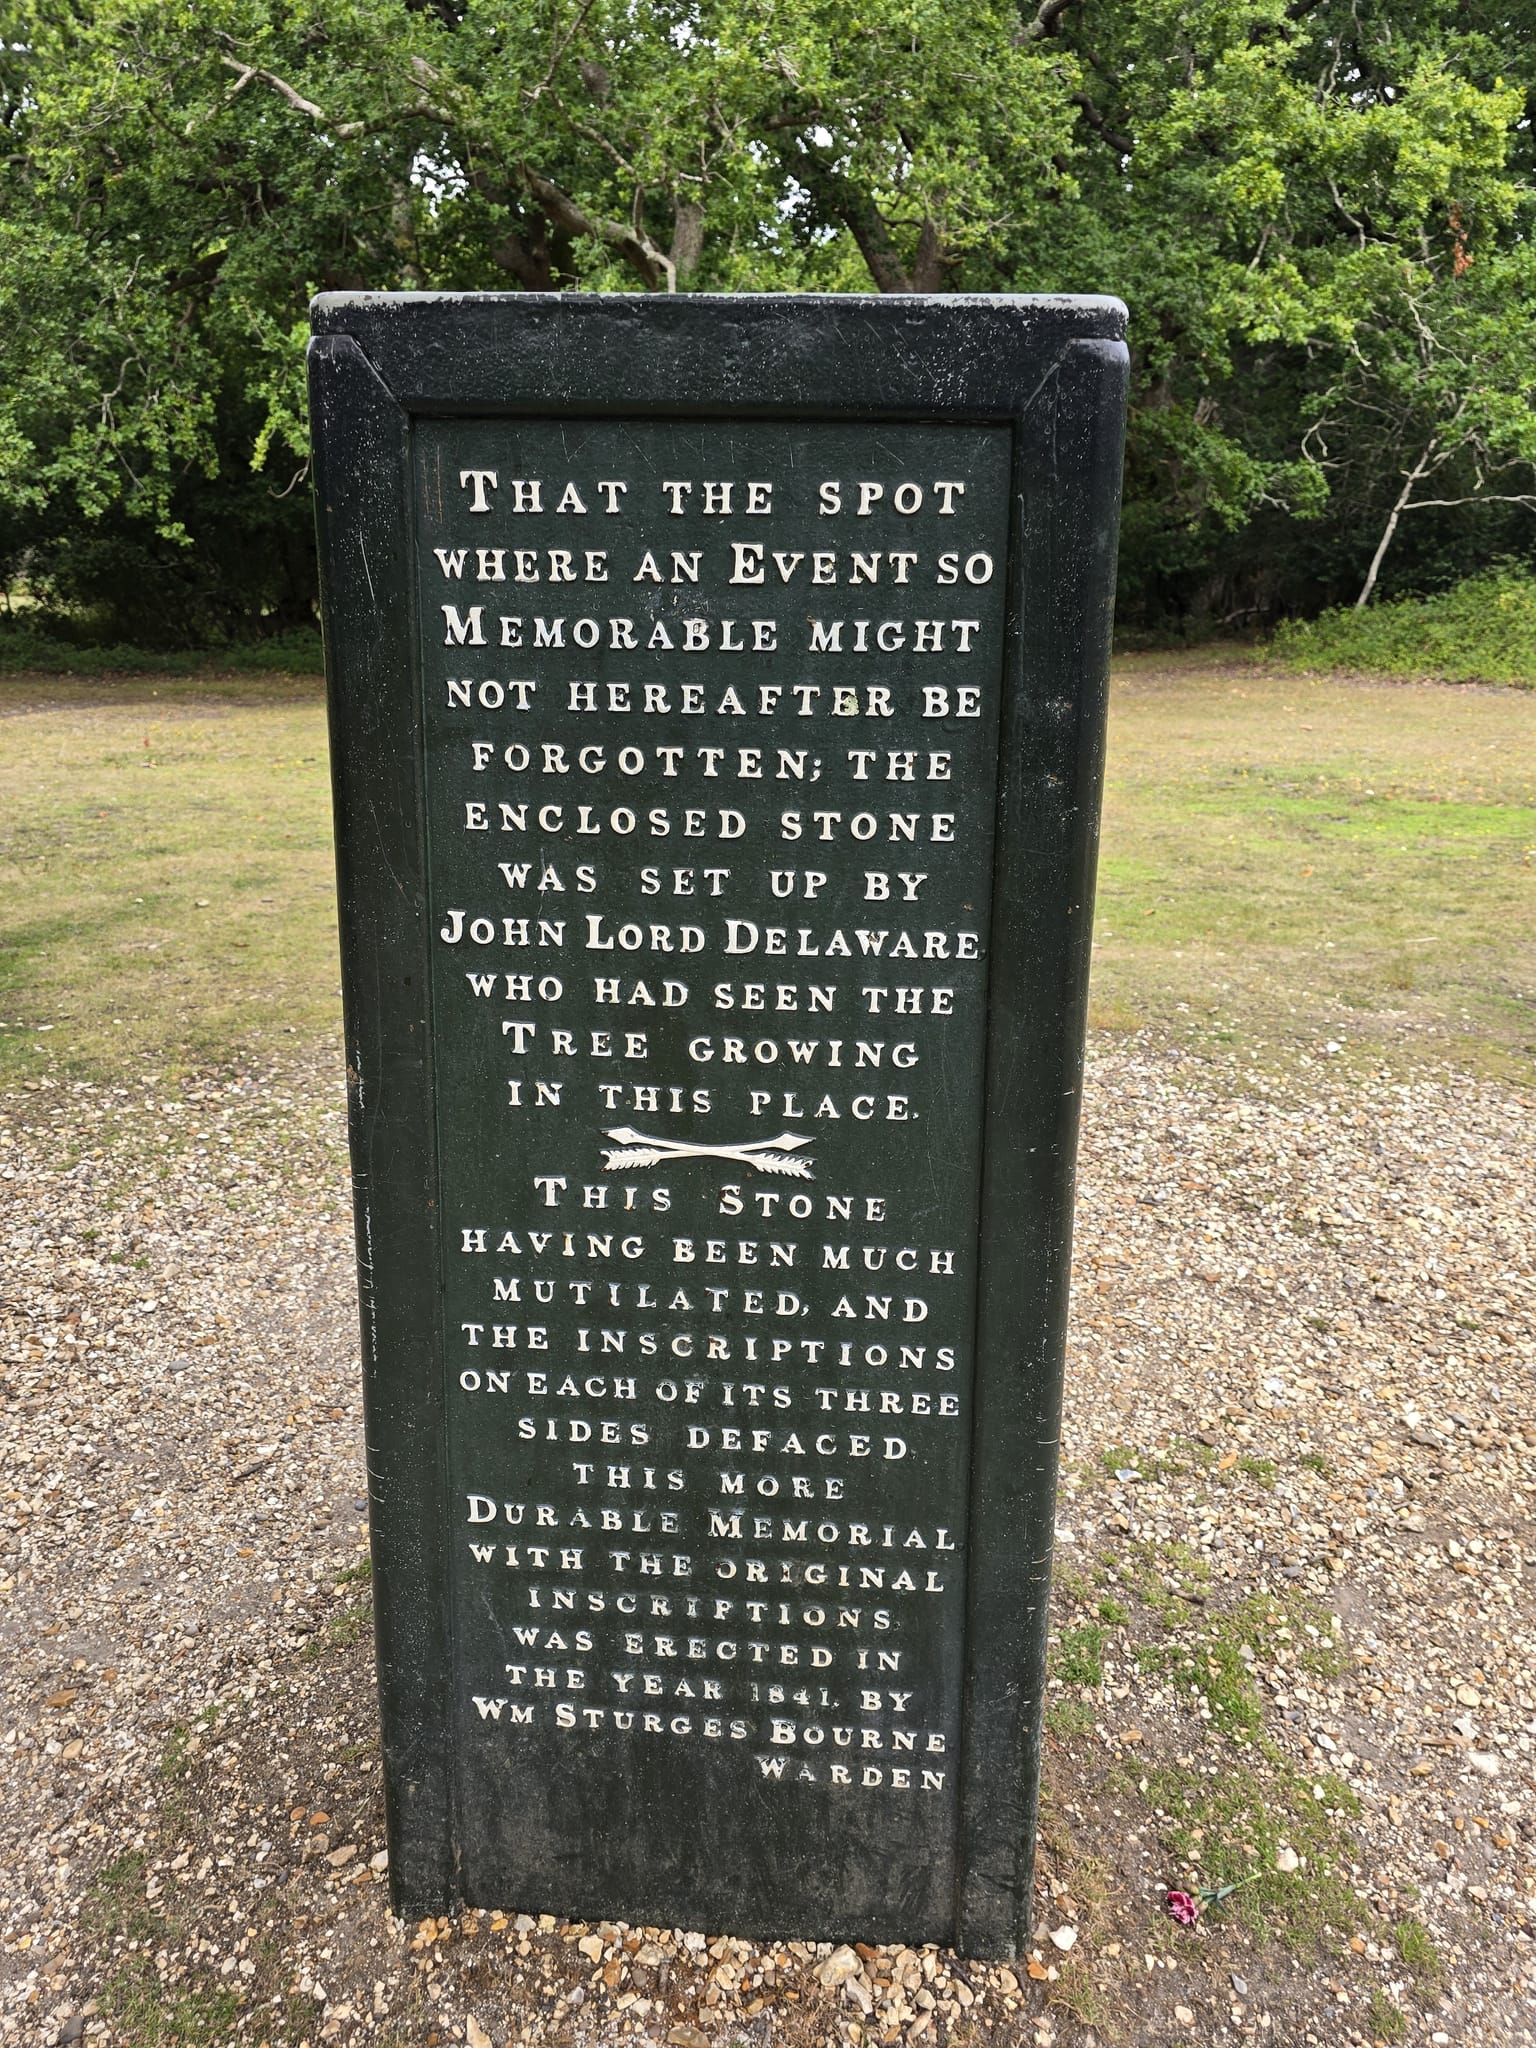 THAT THE SPOT
WHERE AN EVENT SO
MEMORABLE MIGHT
NOT HEREAFTER BE
FORGOTTEN; THE
ENCLOSED STONE
WAS SET UP BY
JOHN LORD DELAWARE
WHO HAD SEEN THE
TREE GROWING
IN THIS PLACE.
THIS STONE
HAVING BEEN MUCH
MUTILATED, AND
THE INSCRIPTIONS
ON EACH OF ITS THREE
SIDES DEFACED.
THIS MORE
DURABLE MEMORIAL
WITH THE ORIGINAL
INSCRIPTIONS
WAS ERECTED IN
THE YEAR 1841. BY
WM STURGES BOURNE
WARDEN